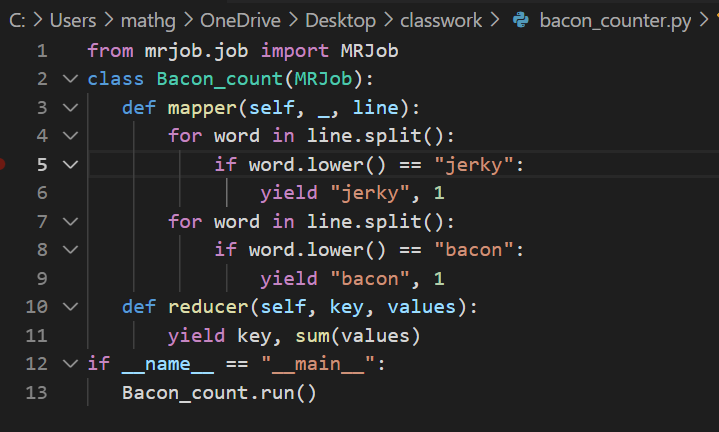 C: > Users > mathg > OneDrive > Desktop > classwork > bacon_counter.py >
1 from mrjob.job import MRJob
2 class Bacon_count(MRJob):
3 def mapper(self, _, line):
4 for word in line.split():
5 if word.lower() == "jerky":
6 yield "jerky", 1
7 for word in line.split():
8 if word.lower() == "bacon":
9 yield "bacon", 1
10 def reducer(self, key, values):
11 yield key, sum(values)
12 if __name__ == "__main__":
13 Bacon_count.run()